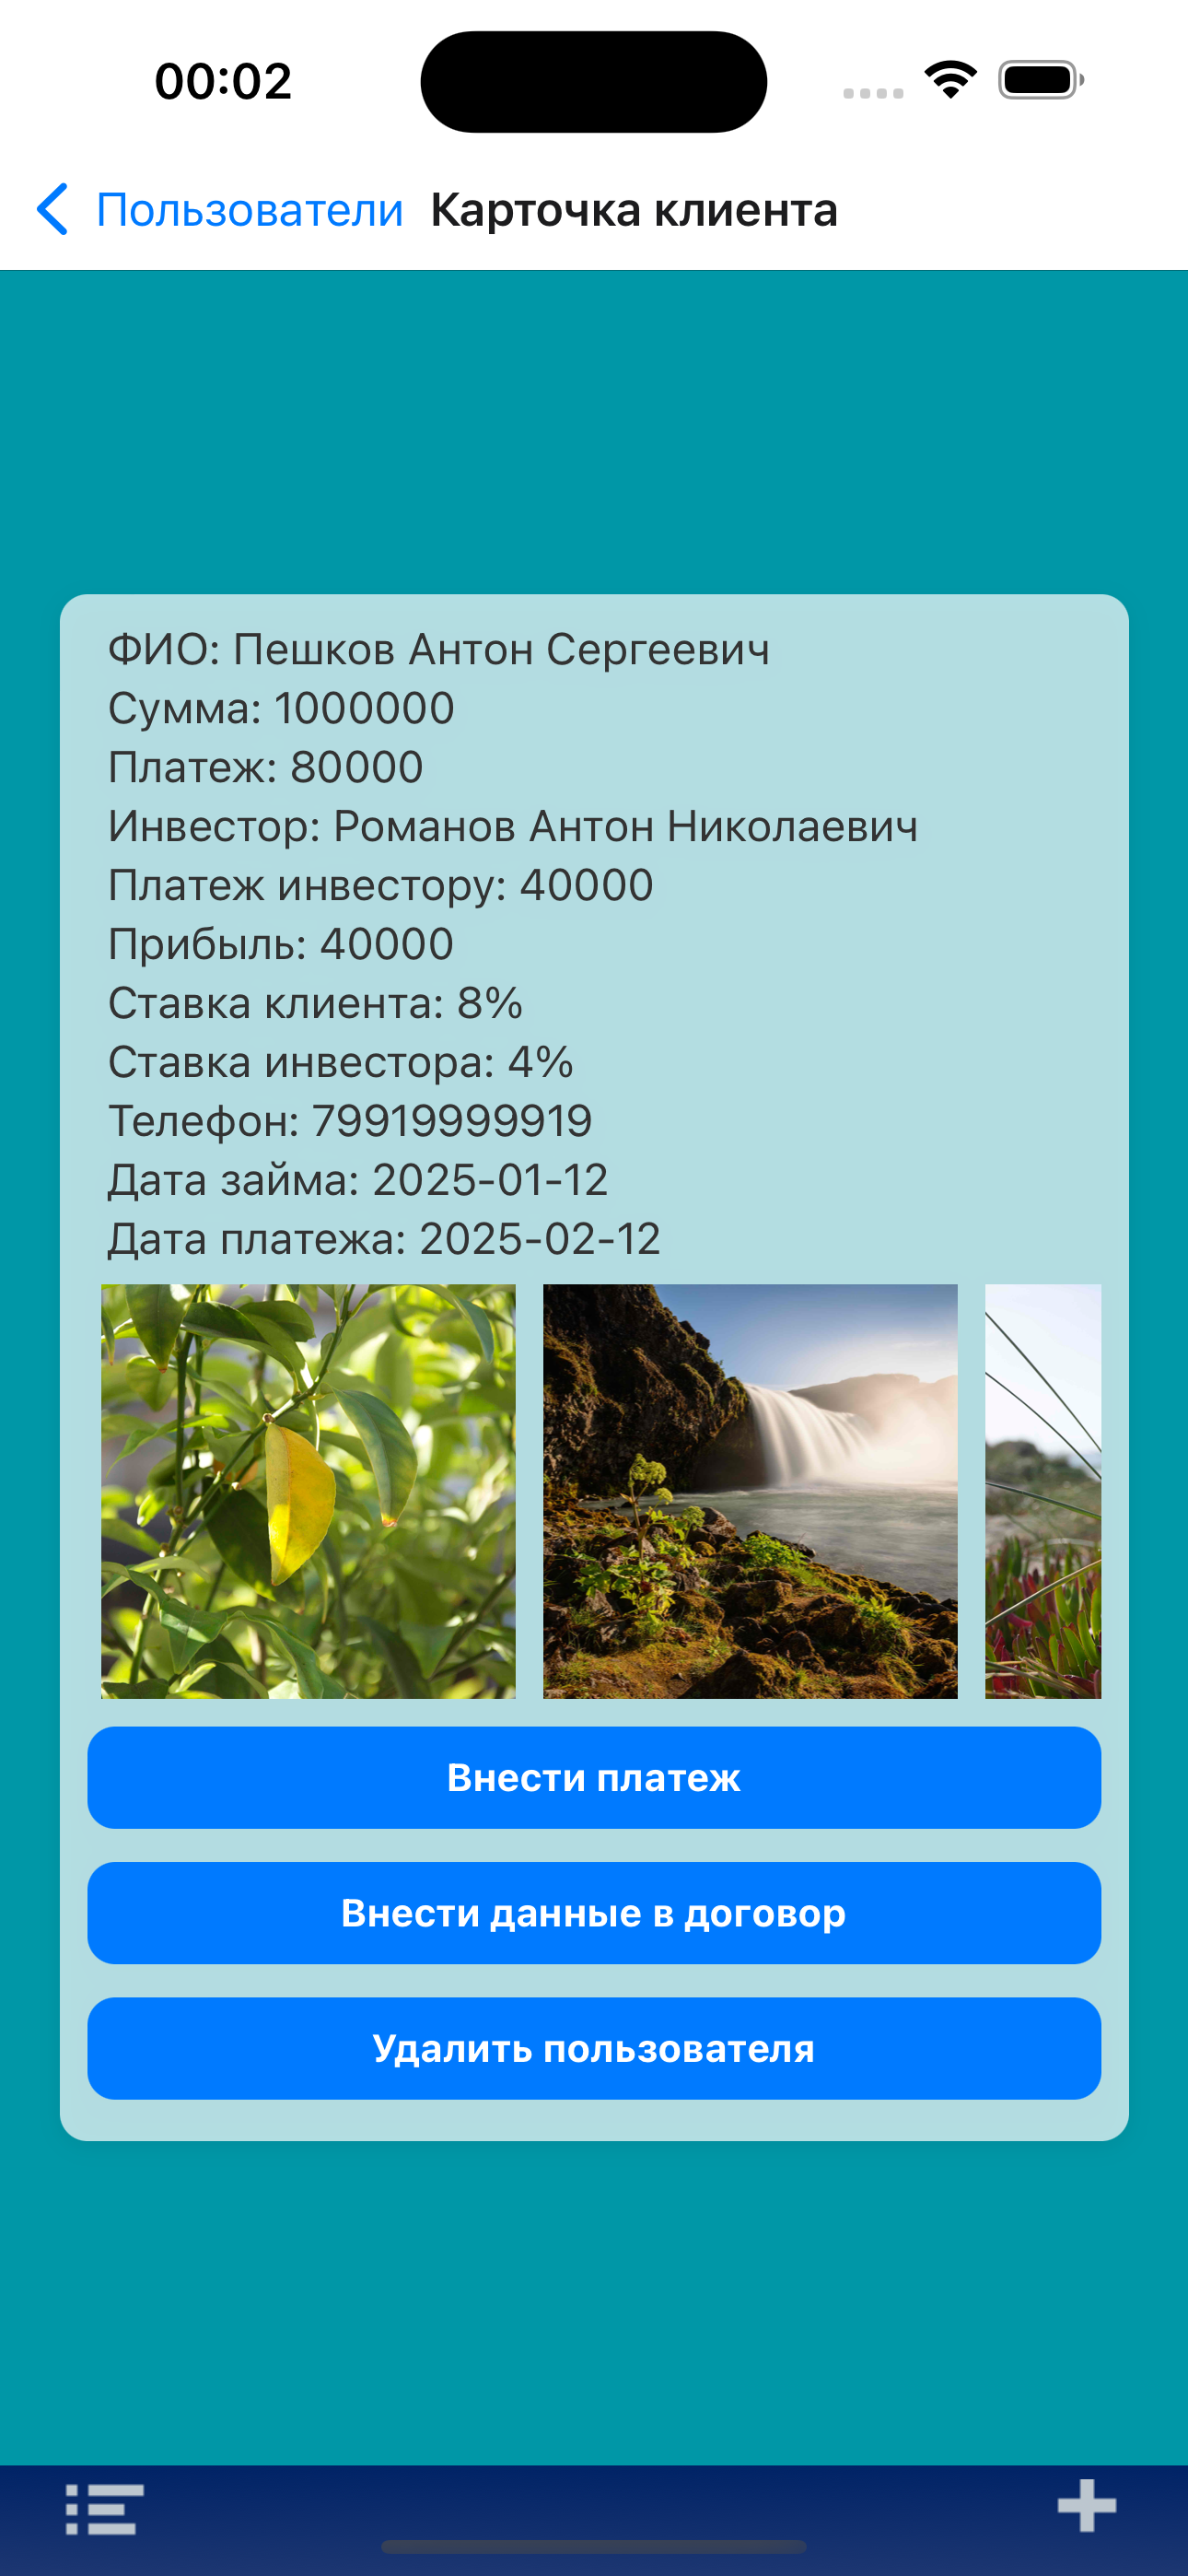 00:02
Пользователи Карточка клиента
ФИО: Пешков Антон Сергеевич
Сумма: 1000000
Платеж: 80000
Инвестор: Романов Антон Николаевич
Платеж инвестору: 40000
Прибыль: 40000
Ставка клиента: 8%
Ставка инвестора: 4%
Телефон: 79919999919
Дата займа: 2025-01-12
Дата платежа: 2025-02-12
Внести платеж
Внести данные в договор
Удалить пользователя